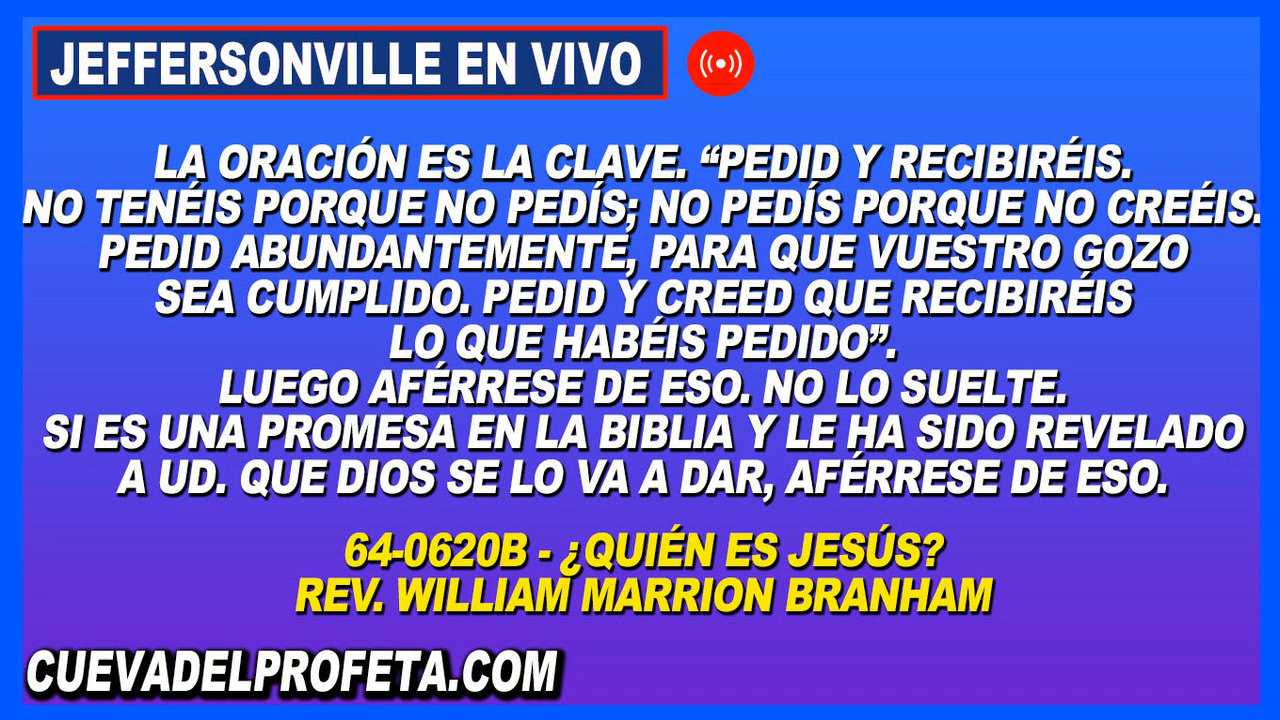 JEFFERSONVILLE EN VIVO
LA ORACIÓN ES LA CLAVE. “PEDID Y RECIBIRÉIS.
NO TENÉIS PORQUE NO PEDÍS; NO PEDÍS PORQUE NO CREÉIS.
PEDID ABUNDANTEMENTE, PARA QUE VUESTRO GOZO
SEA CUMPLIDO. PEDID Y CREED QUE RECIBIRÉIS
LO QUE HABÉIS PEDIDO”.
LUEGO AFÉRRESE DE ESO. NO LO SUELTE.
SI ES UNA PROMESA EN LA BIBLIA Y LE HA SIDO REVELADO
A UD. QUE DIOS SE LO VA A DAR, AFÉRRESE DE ESO.
64-0620B - ¿QUIÉN ES JESÚS?
REV. WILLIAM MARRION BRANHAM
CUEVADELPROFETA.COM